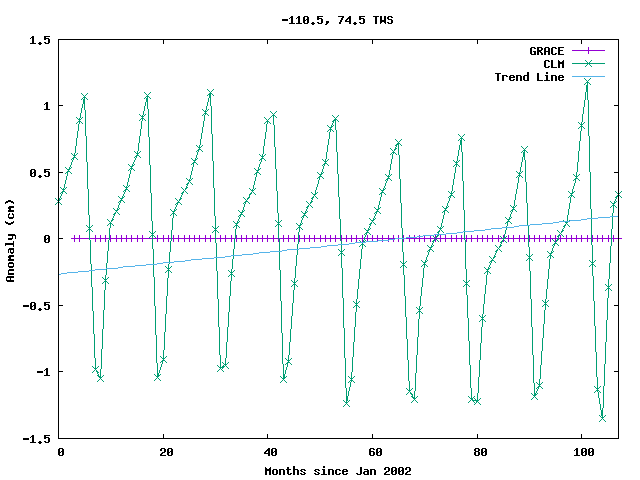 -110.5, 74.5 TWS
GRACE
CLM
Trend Line
1.5
1
0.5
0
-0.5
-1
-1.5
Anomaly (cm)
0 20 40 60 80 100
Months since Jan 2002